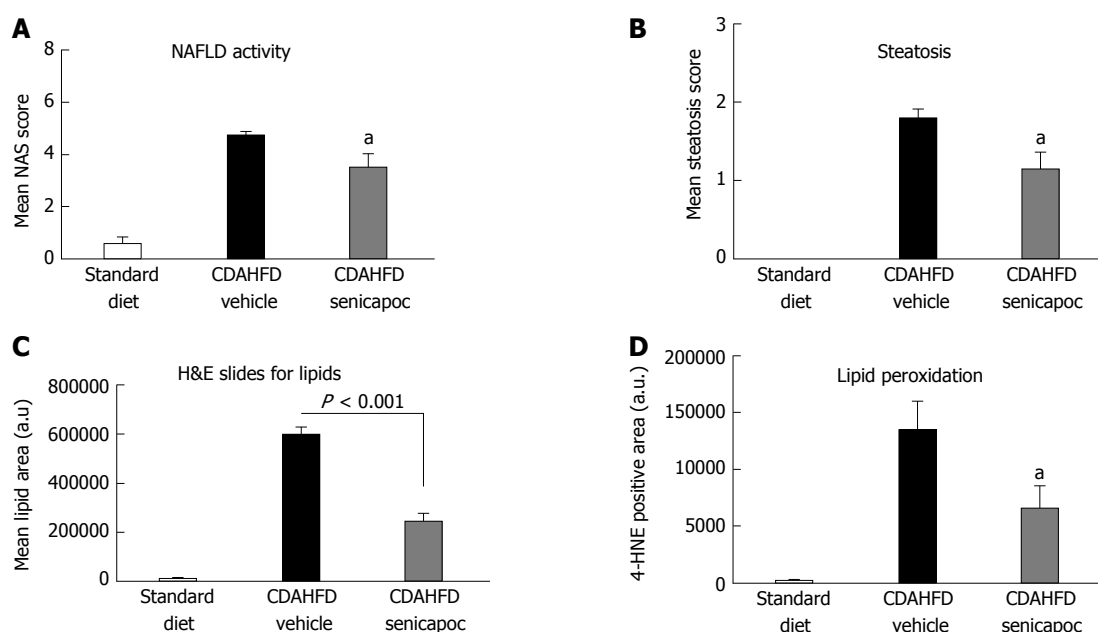 A
NAFLD activity
Mean NAS score
8
6
4
2
0
a
Standard diet
CDAHFD vehicle
CDAHFD senicapoc
B
Steatosis
Mean steatosis score
3
2
1
0
a
Standard diet
CDAHFD vehicle
CDAHFD senicapoc
C
H&E slides for lipids
Mean lipid area (a.u)
800000
600000
400000
200000
0
P < 0.001
Standard diet
CDAHFD vehicle
CDAHFD senicapoc
D
Lipid peroxidation
4-HNE positive area (a.u.)
200000
150000
10000
5000
0
a
Standard diet
CDAHFD vehicle
CDAHFD senicapoc